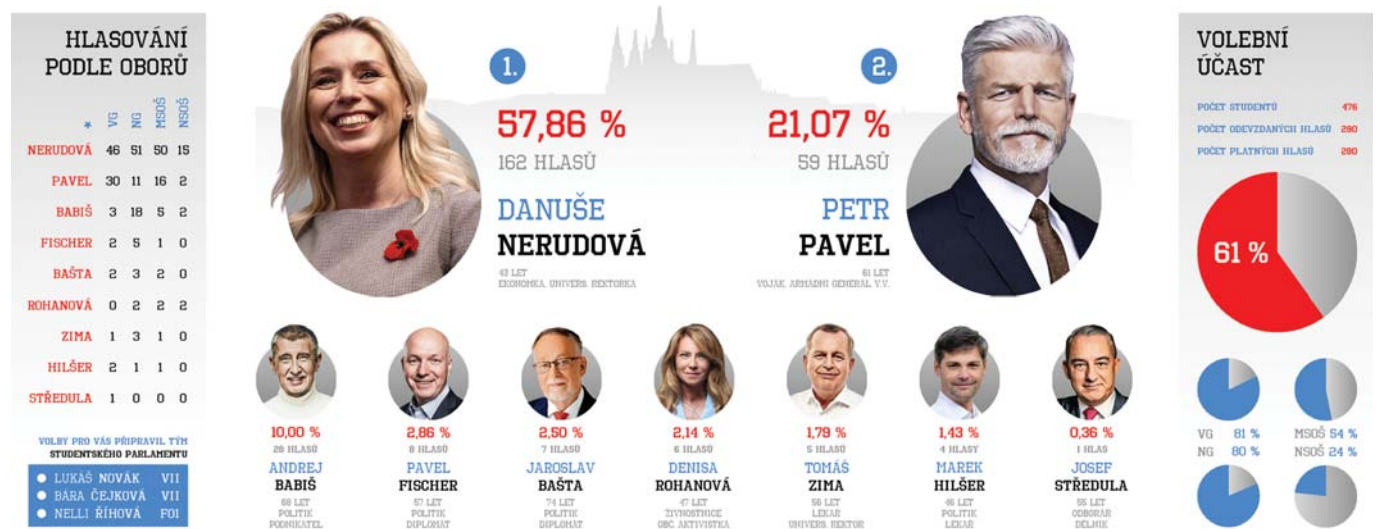 HLASOVÁNÍ
PODLE OBORŮ
* VG NG MSOŠ NSOŠ
NERUDOVÁ 46 51 50 15
PAVEL 30 11 16 2
BABIŠ 3 18 5 2
FISCHER 2 5 1 0
BAŠTA 2 3 2 0
ROHANOVÁ 0 2 2 2
ZIMA 1 3 1 0
HILŠER 2 1 1 0
STŘEDULA 1 0 0 0
VOLBY PRO VÁS PŘIPRAVIL TÝM
STUDENTSKÉHO PARLAMENTU
LUKÁŠ NOVÁK VII
BÁRA ČEJKOVÁ VII
NELLI ŘÍHOVÁ FO1
1.
57,86 %
162 HLASŮ
DANUŠE
NERUDOVÁ
43 LET
EKONOMKA, UNIVERS. REKTORKA
2.
21,07 %
59 HLASŮ
PETR
PAVEL
61 LET
VOJÁK, ARMÁDNÍ GENERÁL V.V.
10,00 %
28 HLASŮ
ANDREJ
BABIŠ
68 LET
POLITIK
PODNIKATEL
2,86 %
8 HLASŮ
PAVEL
FISCHER
57 LET
POLITIK
DIPLOMAT
2,50 %
7 HLASŮ
JAROSLAV
BAŠTA
74 LET
POLITIK
DIPLOMAT
2,14 %
6 HLASŮ
DENISA
ROHANOVÁ
47 LET
ŽIVNOSTNICE
OBČ. AKTIVISTKA
1,79 %
5 HLASŮ
TOMÁŠ
ZIMA
56 LET
LÉKAŘ
UNIVERS. REKTOR
1,43 %
4 HLASY
MAREK
HILŠER
46 LET
POLITIK
LÉKAŘ
0,36 %
1 HLAS
JOSEF
STŘEDULA
55 LET
ODBORÁŘ
DĚLNÍK
VOLEBNÍ
ÚČAST
POČET STUDENTŮ 476
POČET ODEVZDANÝCH HLASŮ 290
POČET PLATNÝCH HLASŮ 280
61 %
VG 81 % MSOŠ 54 %
NG 80 % NSOŠ 24 %